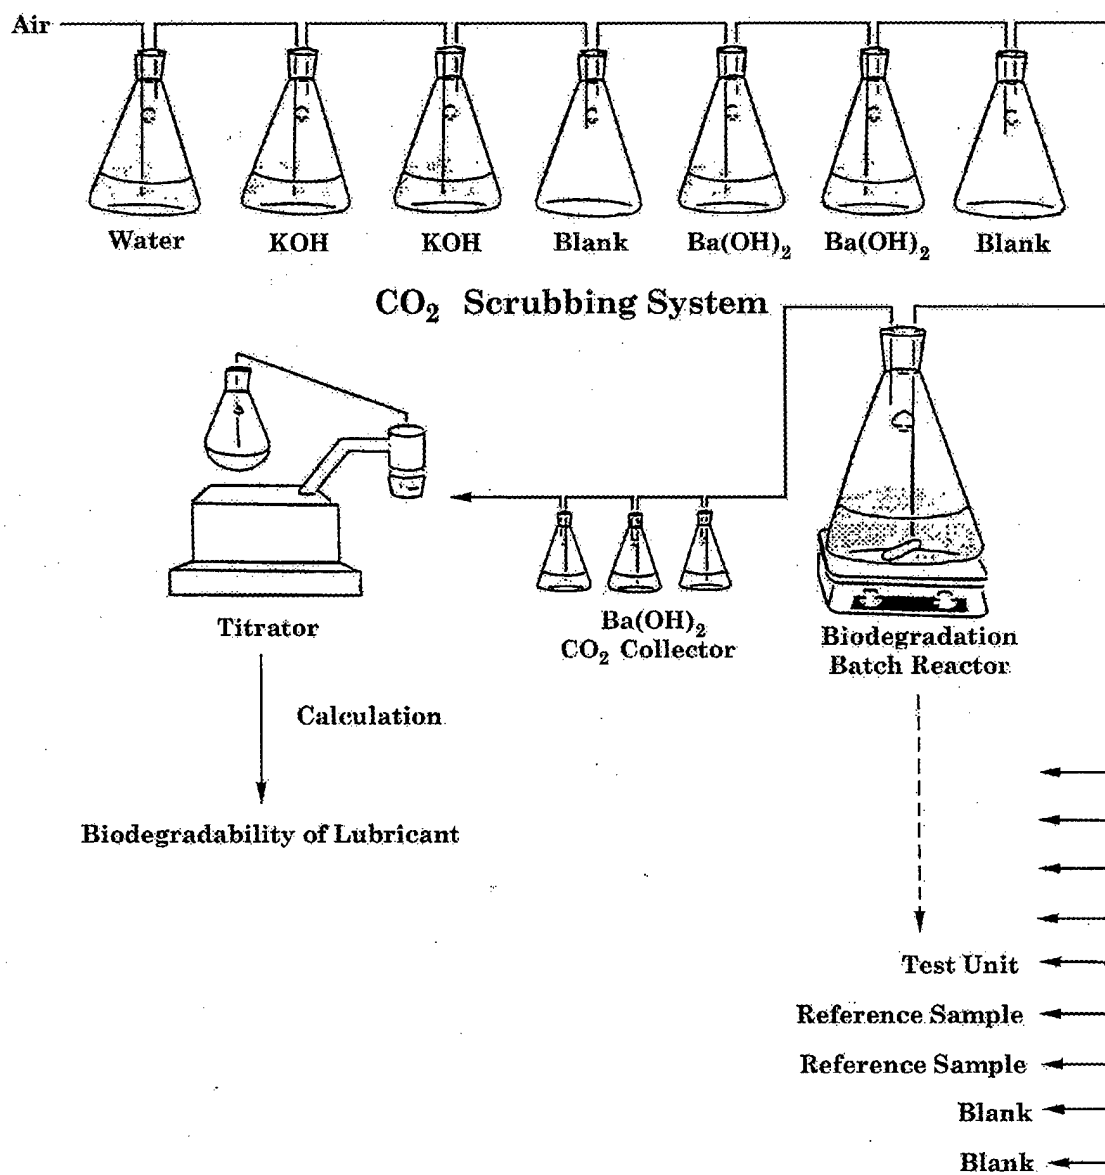 Air
Water
KOH
KOH
Blank
Ba(OH)₂
Ba(OH)₂
Blank
CO₂ Scrubbing System
Titrator
Ba(OH)₂
CO₂ Collector
Biodegradation
Batch Reactor
Calculation
Biodegradability of Lubricant
Test Unit
Reference Sample
Reference Sample
Blank
Blank